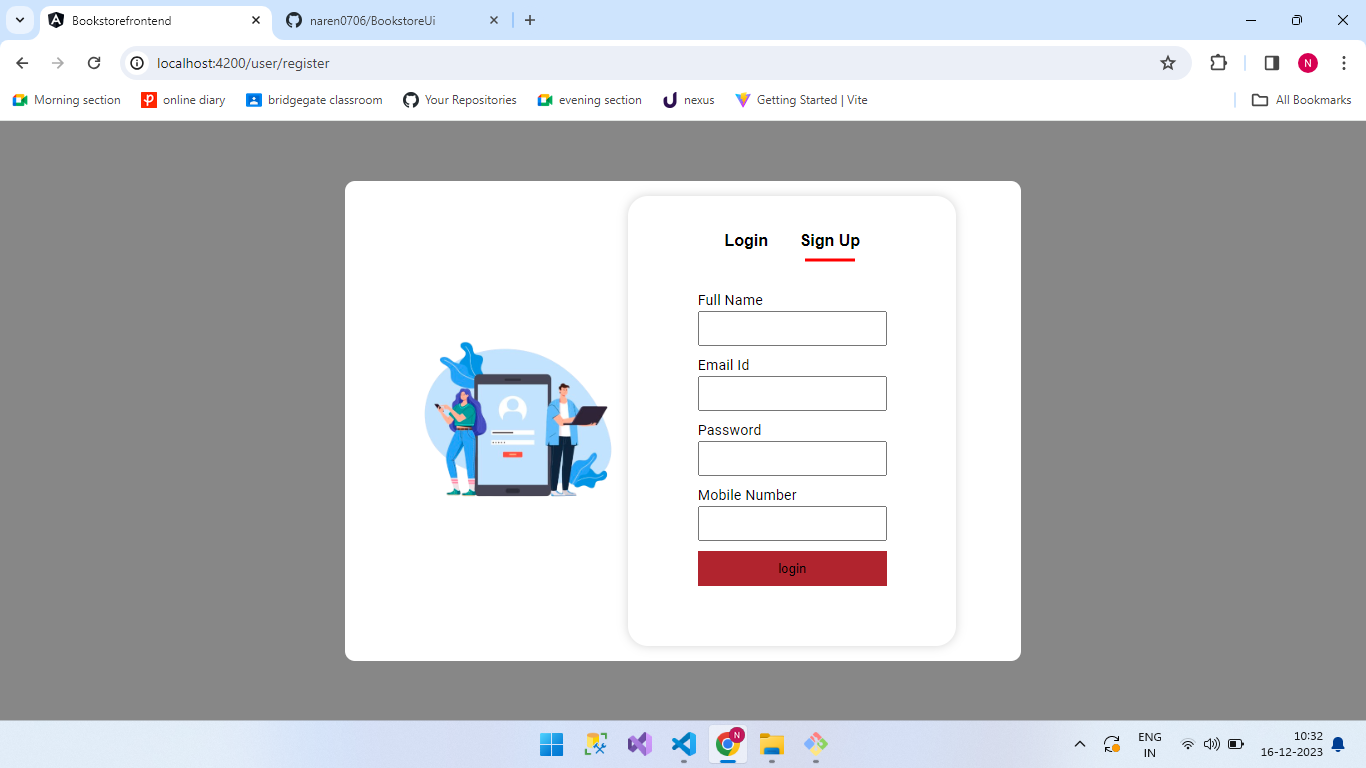 Bookstorefrontend
naren0706/BookstoreUi
localhost:4200/user/register
N
Morning section
online diary
bridgegate classroom
Your Repositories
evening section
nexus
Getting Started | Vite
All Bookmarks
Login
Sign Up
Full Name
Email Id
Password
Mobile Number
login
N
ENG
IN
10:32
16-12-2023